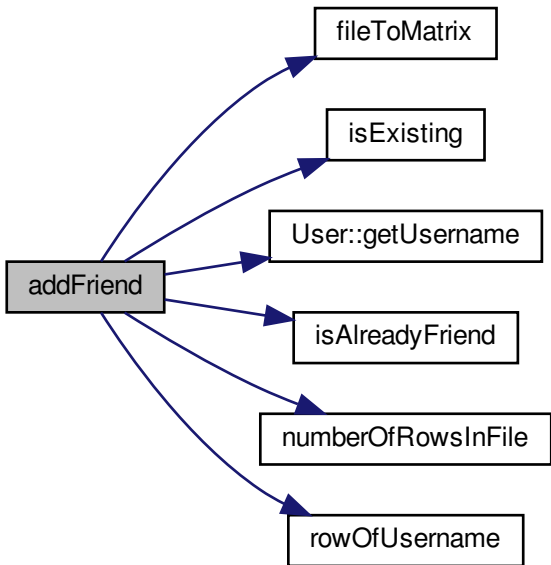 fileToMatrix
isExisting
User::getUsername
addFriend
isAlreadyFriend
numberOfRowsInFile
rowOfUsername